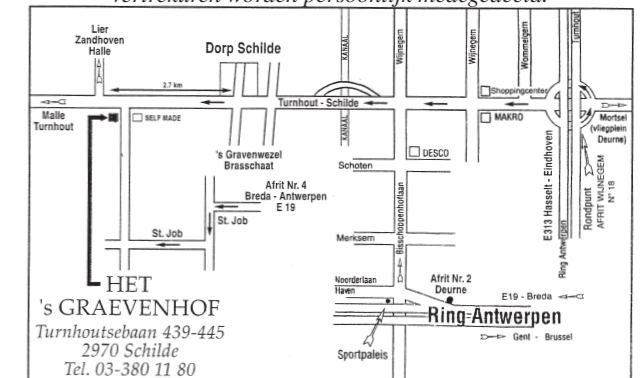 Lier
Zandhoven
Halle
Dorp Schilde
2,7 km
KANAAL
Wijnegem
Wijnegem
Wommelgem
Turnhout
Malle
Turnhout
SELF MADE
Turnhout - Schilde
Shoppingcenter
MAKRO
Mortsel
(vliegplein
Deurne)
KANAAL
's Gravenwezel
Brasschaat
DESCO
Schoten
Afrit Nr. 4
Breda - Antwerpen
E 19
St. Job
St. Job
Merksem
Bisschoppenhoflaan
E313 Hasselt - Eindhoven
Ring Antwerpen
Rondpunt
AFRIT WIJNEGEM
N° 18
HET
's GRAEVENHOF
Turnhoutsebaan 439-445
2970 Schilde
Tel. 03-380 11 80
Noorderlaan
Haven
Afrit Nr. 2
Deurne
E19 - Breda
Ring Antwerpen
Gent - Brussel
Sportpaleis